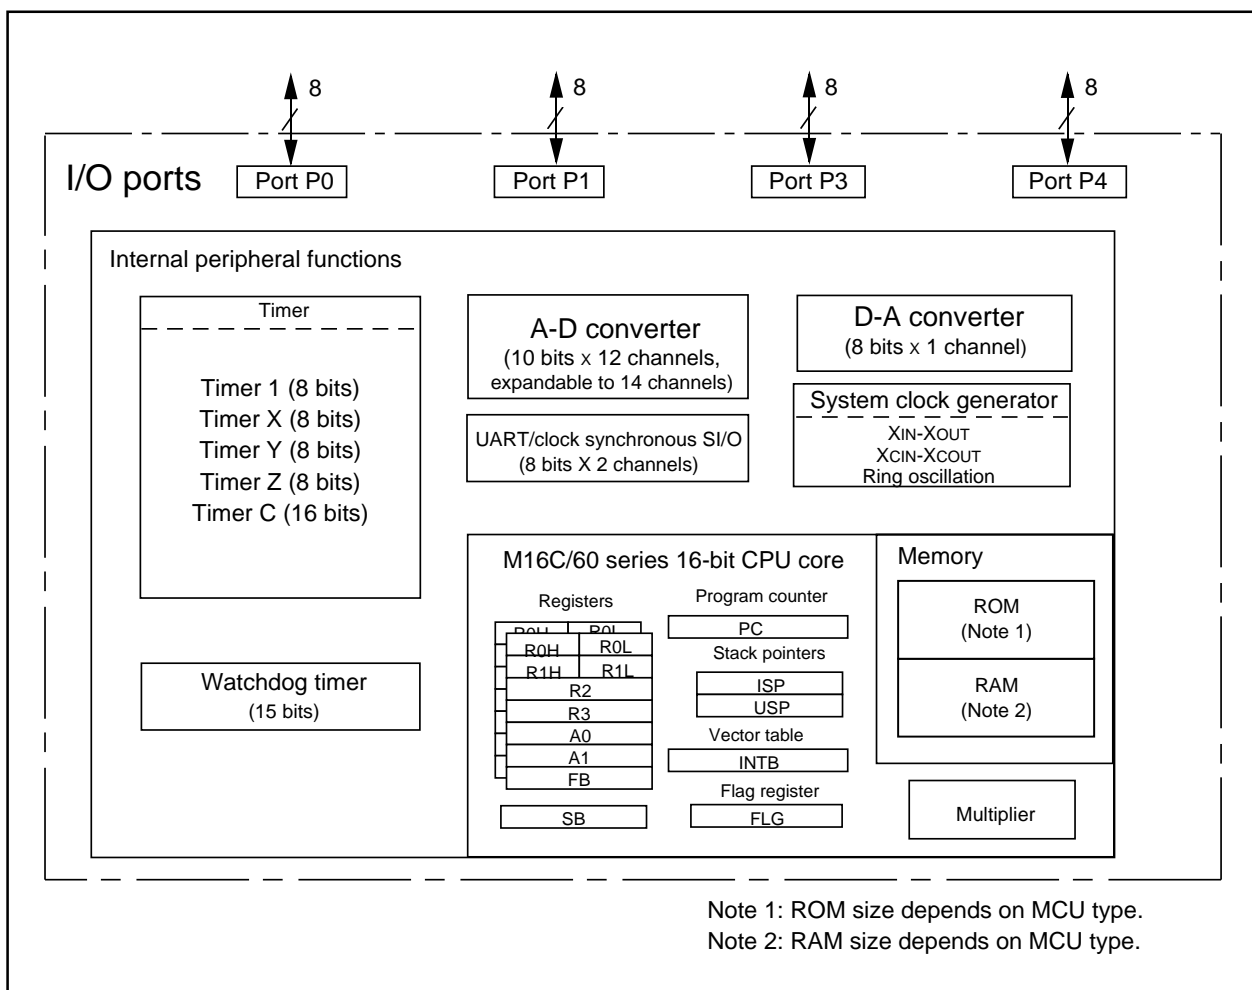 8 8 8 8
I/O ports
Port P0 Port P1 Port P3 Port P4
Internal peripheral functions
Timer
Timer 1 (8 bits)
Timer X (8 bits)
Timer Y (8 bits)
Timer Z (8 bits)
Timer C (16 bits)
Watchdog timer
(15 bits)
A-D converter
(10 bits x 12 channels,
expandable to 14 channels)
UART/clock synchronous SI/O
(8 bits X 2 channels)
D-A converter
(8 bits x 1 channel)
System clock generator
XIN-XOUT
XCIN-XCOUT
Ring oscillation
M16C/60 series 16-bit CPU core
Registers
R0H R0L
R0H R0L
R1H R1L
R2
R3
A0
A1
FB
SB
Program counter
PC
Stack pointers
ISP
USP
Vector table
INTB
Flag register
FLG
Memory
ROM
(Note 1)
RAM
(Note 2)
Multiplier
Note 1: ROM size depends on MCU type.
Note 2: RAM size depends on MCU type.